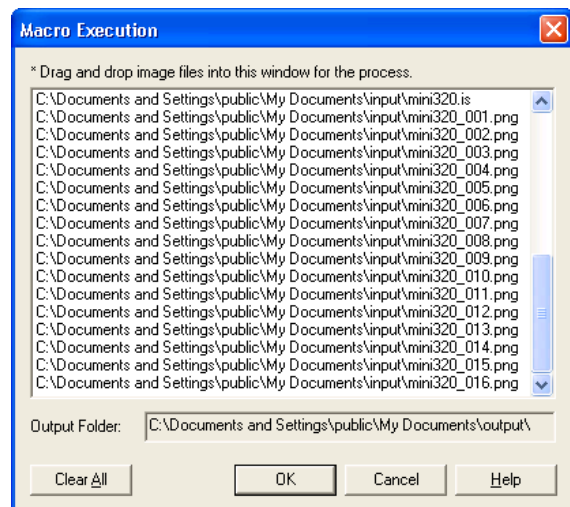 Macro Execution
* Drag and drop image files into this window for the process.
C:\Documents and Settings\public\My Documents\input\mini320.is
C:\Documents and Settings\public\My Documents\input\mini320_001.png
C:\Documents and Settings\public\My Documents\input\mini320_002.png
C:\Documents and Settings\public\My Documents\input\mini320_003.png
C:\Documents and Settings\public\My Documents\input\mini320_004.png
C:\Documents and Settings\public\My Documents\input\mini320_005.png
C:\Documents and Settings\public\My Documents\input\mini320_006.png
C:\Documents and Settings\public\My Documents\input\mini320_007.png
C:\Documents and Settings\public\My Documents\input\mini320_008.png
C:\Documents and Settings\public\My Documents\input\mini320_009.png
C:\Documents and Settings\public\My Documents\input\mini320_010.png
C:\Documents and Settings\public\My Documents\input\mini320_011.png
C:\Documents and Settings\public\My Documents\input\mini320_012.png
C:\Documents and Settings\public\My Documents\input\mini320_013.png
C:\Documents and Settings\public\My Documents\input\mini320_014.png
C:\Documents and Settings\public\My Documents\input\mini320_015.png
C:\Documents and Settings\public\My Documents\input\mini320_016.png
Output Folder: C:\Documents and Settings\public\My Documents\output\
Clear All OK Cancel Help